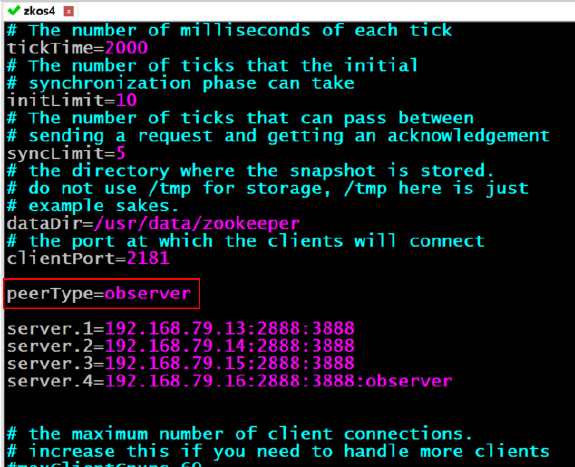 zkos4
# The number of milliseconds of each tick
tickTime=2000
# The number of ticks that the initial
# synchronization phase can take
initLimit=10
# The number of ticks that can pass between
# sending a request and getting an acknowledgement
syncLimit=5
# the directory where the snapshot is stored.
# do not use /tmp for storage, /tmp here is just
# example sakes.
dataDir=/usr/data/zookeeper
# the port at which the clients will connect
clientPort=2181
peerType=observer
server.1=192.168.79.13:2888:3888
server.2=192.168.79.14:2888:3888
server.3=192.168.79.15:2888:3888
server.4=192.168.79.16:2888:3888:observer
# the maximum number of client connections.
# increase this if you need to handle more clients
#maxClientCnxns=60